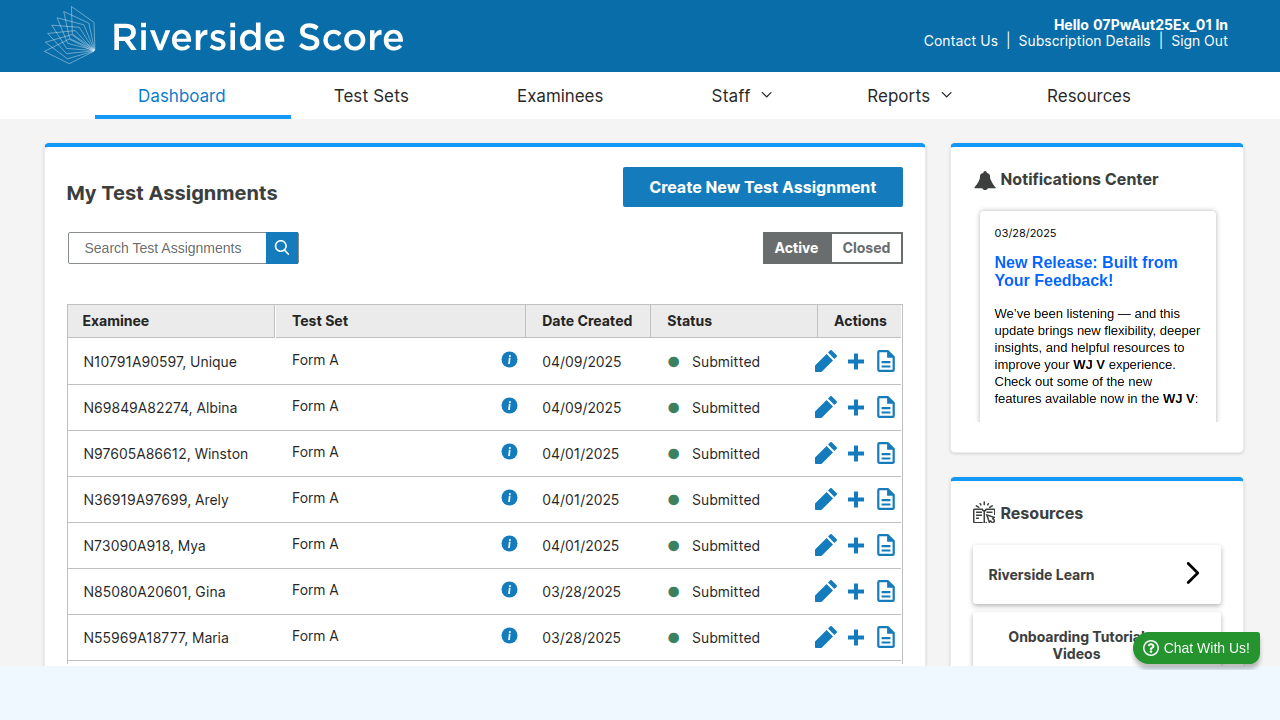 Riverside Score
Hello 07PwAut25Ex_01 In
Contact Us | Subscription Details | Sign Out
Dashboard Test Sets Examinees Staff Reports Resources
My Test Assignments
Create New Test Assignment
Search Test Assignments
Active Closed
Examinee Test Set Date Created Status Actions
N10791A90597, Unique Form A 04/09/2025 Submitted
N69849A82274, Albina Form A 04/09/2025 Submitted
N97605A86612, Winston Form A 04/01/2025 Submitted
N36919A97699, Arely Form A 04/01/2025 Submitted
N73090A918, Mya Form A 04/01/2025 Submitted
N85080A20601, Gina Form A 03/28/2025 Submitted
N55969A18777, Maria Form A 03/28/2025 Submitted
Notifications Center
03/28/2025
New Release: Built from
Your Feedback!
We’ve been listening — and this
update brings new flexibility, deeper
insights, and helpful resources to
improve your WJ V experience.
Check out some of the new
features available now in the WJ V:
Resources
Riverside Learn
Onboarding Tutorial
Videos
Chat With Us!